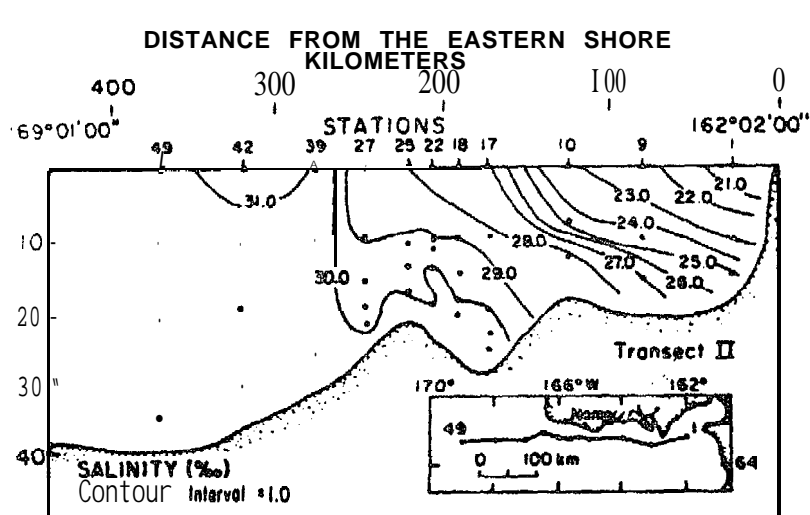 DISTANCE FROM THE EASTERN SHORE
KILOMETERS
400 300 200 100 0
69°01'00" STATIONS 162°02'00"
49 42 39 27 25 22 18 17 10 9
31.0 23.0 22.0 21.0
24.0
10 28.0
30.0 29.0 27.0 25.0
26.0
20
Transect II
30 "
170° 166°W 162°
49 1
40 SALINITY (‰) 0 100 km 64
Contour Interval = 1.0